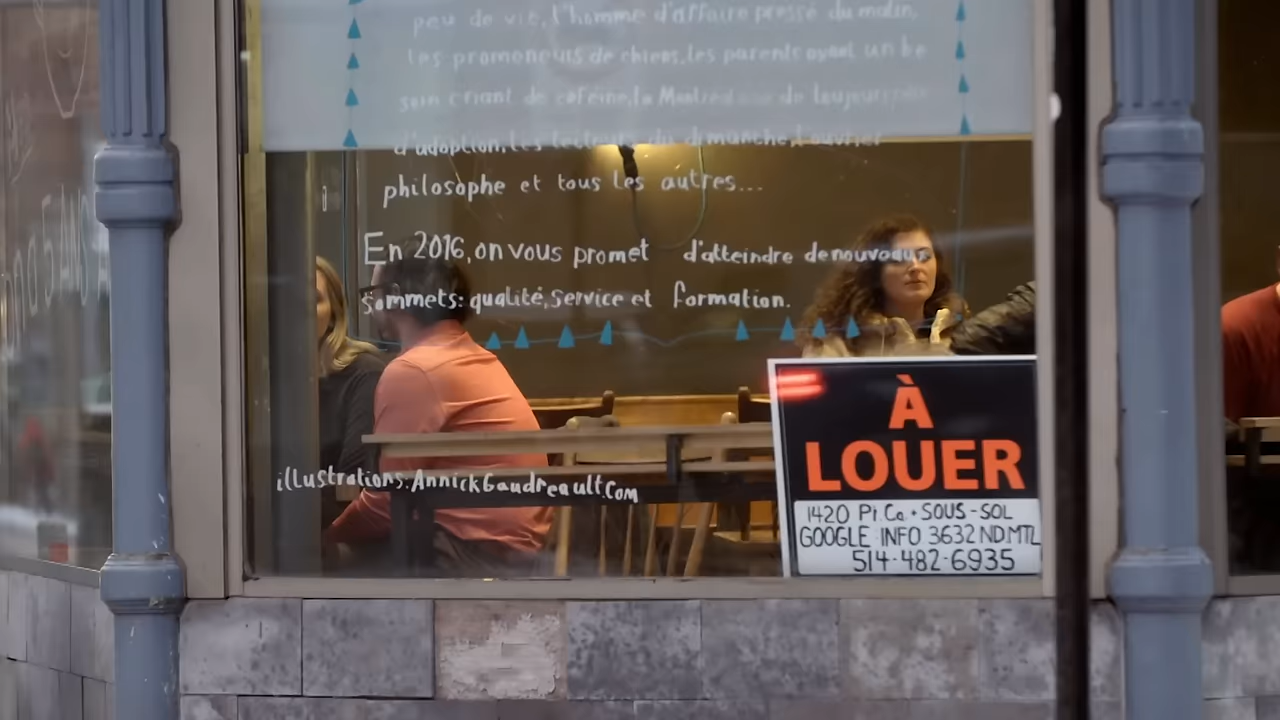 peu de vie, l'homme d'affaire pressé du matin,
les promeneurs de chiens, les parents ayant un be
soin criant de caféine, la Montréalaise de toujours
d'adoption, les lecteurs du dimanche, l'ouvrier
philosophe et tous les autres...
En 2016, on vous promet d'atteindre de nouveaux
sommets: qualité, service et formation.
illustrations: AnnickGaudreault.com
À
LOUER
1420 Pi.Ca. + SOUS-SOL
GOOGLE INFO 3632 ND MTL
514-482-6935
5 ANS